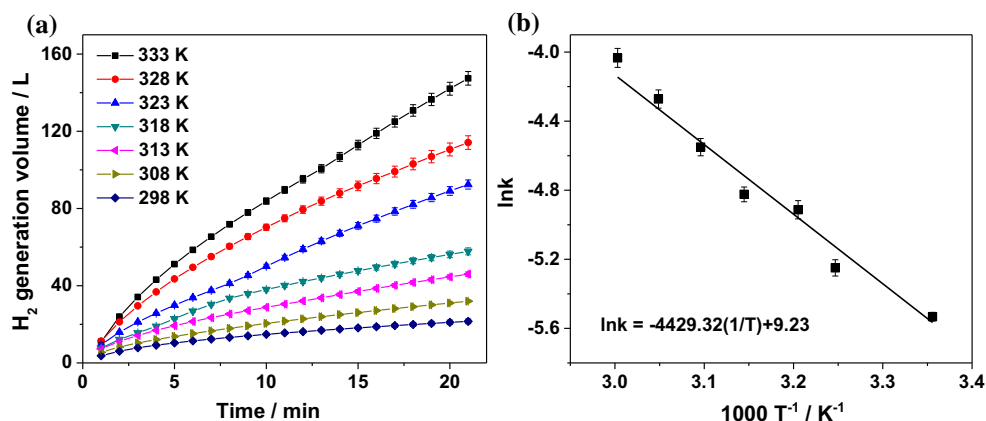 (a)
H₂ generation volume / L
160
120
80
40
0
333 K
328 K
323 K
318 K
313 K
308 K
298 K
0 5 10 15 20
Time / min
(b)
lnk
-4.0
-4.4
-4.8
-5.2
-5.6
lnk = -4429.32(1/T)+9.23
3.0 3.1 3.2 3.3 3.4
1000 T⁻¹ / K⁻¹